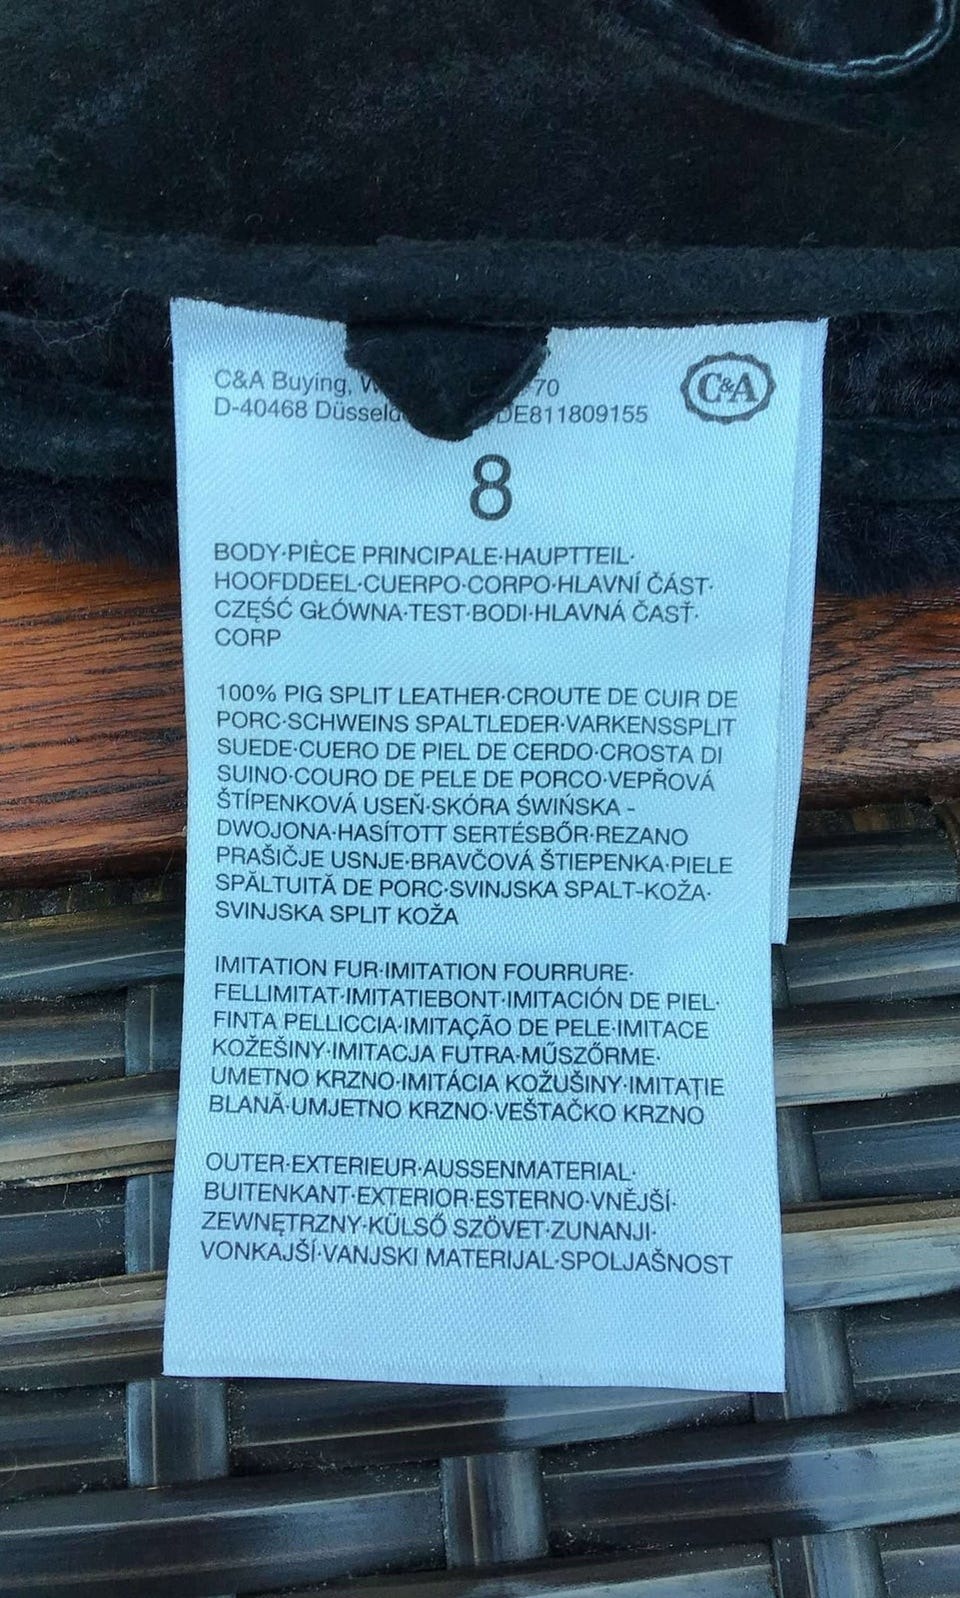 C&A Buying,
C&A
D-40468 DE811809155
8
BODY·PIÈCE PRINCIPALE·HAUPTTEIL·
HOOFDDEEL·CUERPO·CORPO·HLAVNÍ ČÁST·
CZĘŚĆ GŁÓWNA·TEST·BODI·HLAVNÁ ČASŤ·
CORP
100% PIG SPLIT LEATHER·CROUTE DE CUIR DE
PORC·SCHWEINS SPALTLEDER·VARKENSSPLIT
SUEDE·CUERO DE PIEL DE CERDO·CROSTA DI
SUINO·COURO DE PELE DE PORCO·VEPŘOVÁ
ŠTÍPENKOVÁ USEŇ·SKÓRA ŚWIŃSKA -
DWOJONA·HASÍTOTT SERTÉSBŐR·REZANO
PRAŠIČJE USNJE·BRAVČOVÁ ŠTIEPENKA·PIELE
SPĂLTUITĂ DE PORC·SVINJSKA SPALT-KOŽA·
SVINJSKA SPLIT KOŽA
IMITATION FUR·IMITATION FOURRURE·
FELLIMITAT·IMITATIEBONT·IMITACIÓN DE PIEL·
FINTA PELLICCIA·IMITAÇÃO DE PELE·IMITACE
KOŽEŠINY·IMITACJA FUTRA·MŰSZŐRME·
UMETNO KRZNO·IMITÁCIA KOŽUŠINY·IMITAŢIE
BLANĂ·UMJETNO KRZNO·VEŠTAČKO KRZNO
OUTER·EXTERIEUR·AUSSENMATERIAL·
BUITENKANT·EXTERIOR·ESTERNO·VNĚJŠÍ·
ZEWNĘTRZNY·KÜLSŐ SZÖVET·ZUNANJI·
VONKAJŠÍ·VANJSKI MATERIJAL·SPOLJAŠNOST